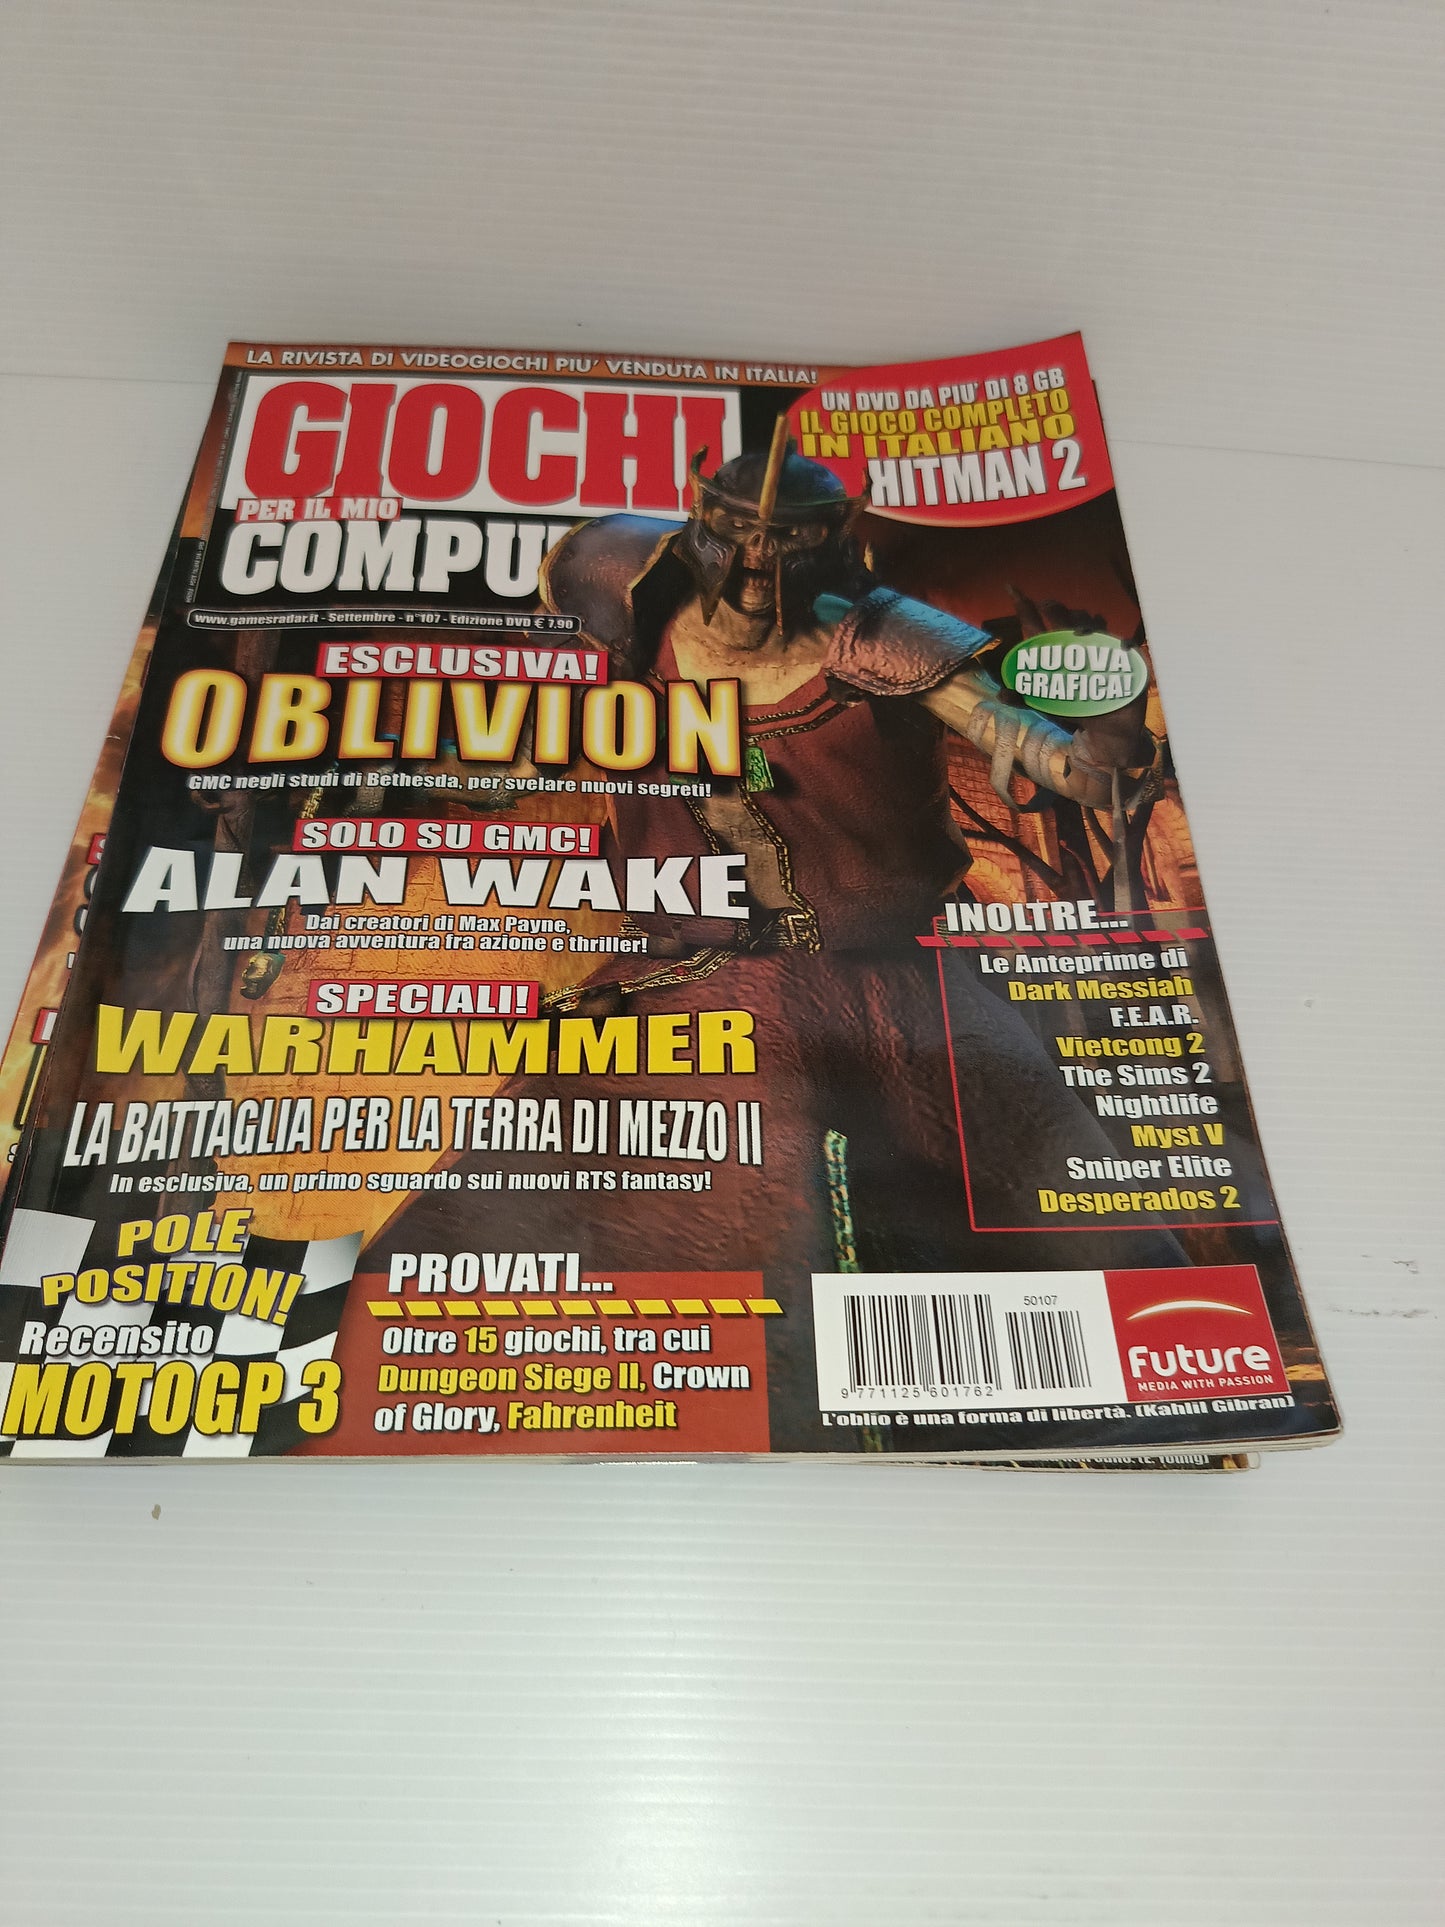 LA RIVISTA DI VIDEOGIOCHI PIU' VENDUTA IN ITALIA!
GIOCHI
PER IL MIO
COMPU
www.gamesradar.it - Settembre - n°107 - Edizione DVD € 7,90
UN DVD DA PIU' DI 8 GB
IL GIOCO COMPLETO
IN ITALIANO
HITMAN 2
NUOVA
GRAFICA!
ESCLUSIVA!
OBLIVION
GMC negli studi di Bethesda, per svelare nuovi segreti!
SOLO SU GMC!
ALAN WAKE
Dai creatori di Max Payne,
una nuova avventura fra azione e thriller!
SPECIALI!
WARHAMMER
LA BATTAGLIA PER LA TERRA DI MEZZO II
In esclusiva, un primo sguardo sui nuovi RTS fantasy!
INOLTRE...
Le Anteprime di
Dark Messiah
F.E.A.R.
Vietcong 2
The Sims 2
Nightlife
Myst V
Sniper Elite
Desperados 2
POLE
POSITION!
Recensito
MOTOGP 3
PROVATI...
Oltre 15 giochi, tra cui
Dungeon Siege II, Crown
of Glory, Fahrenheit
50107
9 771125 601762
Future
MEDIA WITH PASSION
L'oblio è una forma di libertà. (Kahlil Gibran)
(E. Young)